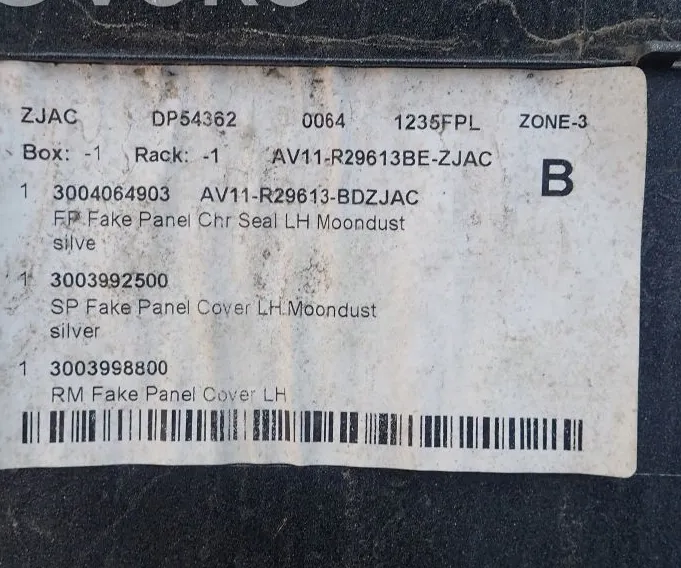 ZJAC DP54362 0064 1235FPL ZONE-3
Box: -1 Rack: -1 AV11-R29613BE-ZJAC
B
1 3004064903 AV11-R29613-BDZJAC
FP Fake Panel Chr Seal LH Moondust
silve
1 3003992500
SP Fake Panel Cover LH Moondust
silver
1 3003998800
RM Fake Panel Cover LH